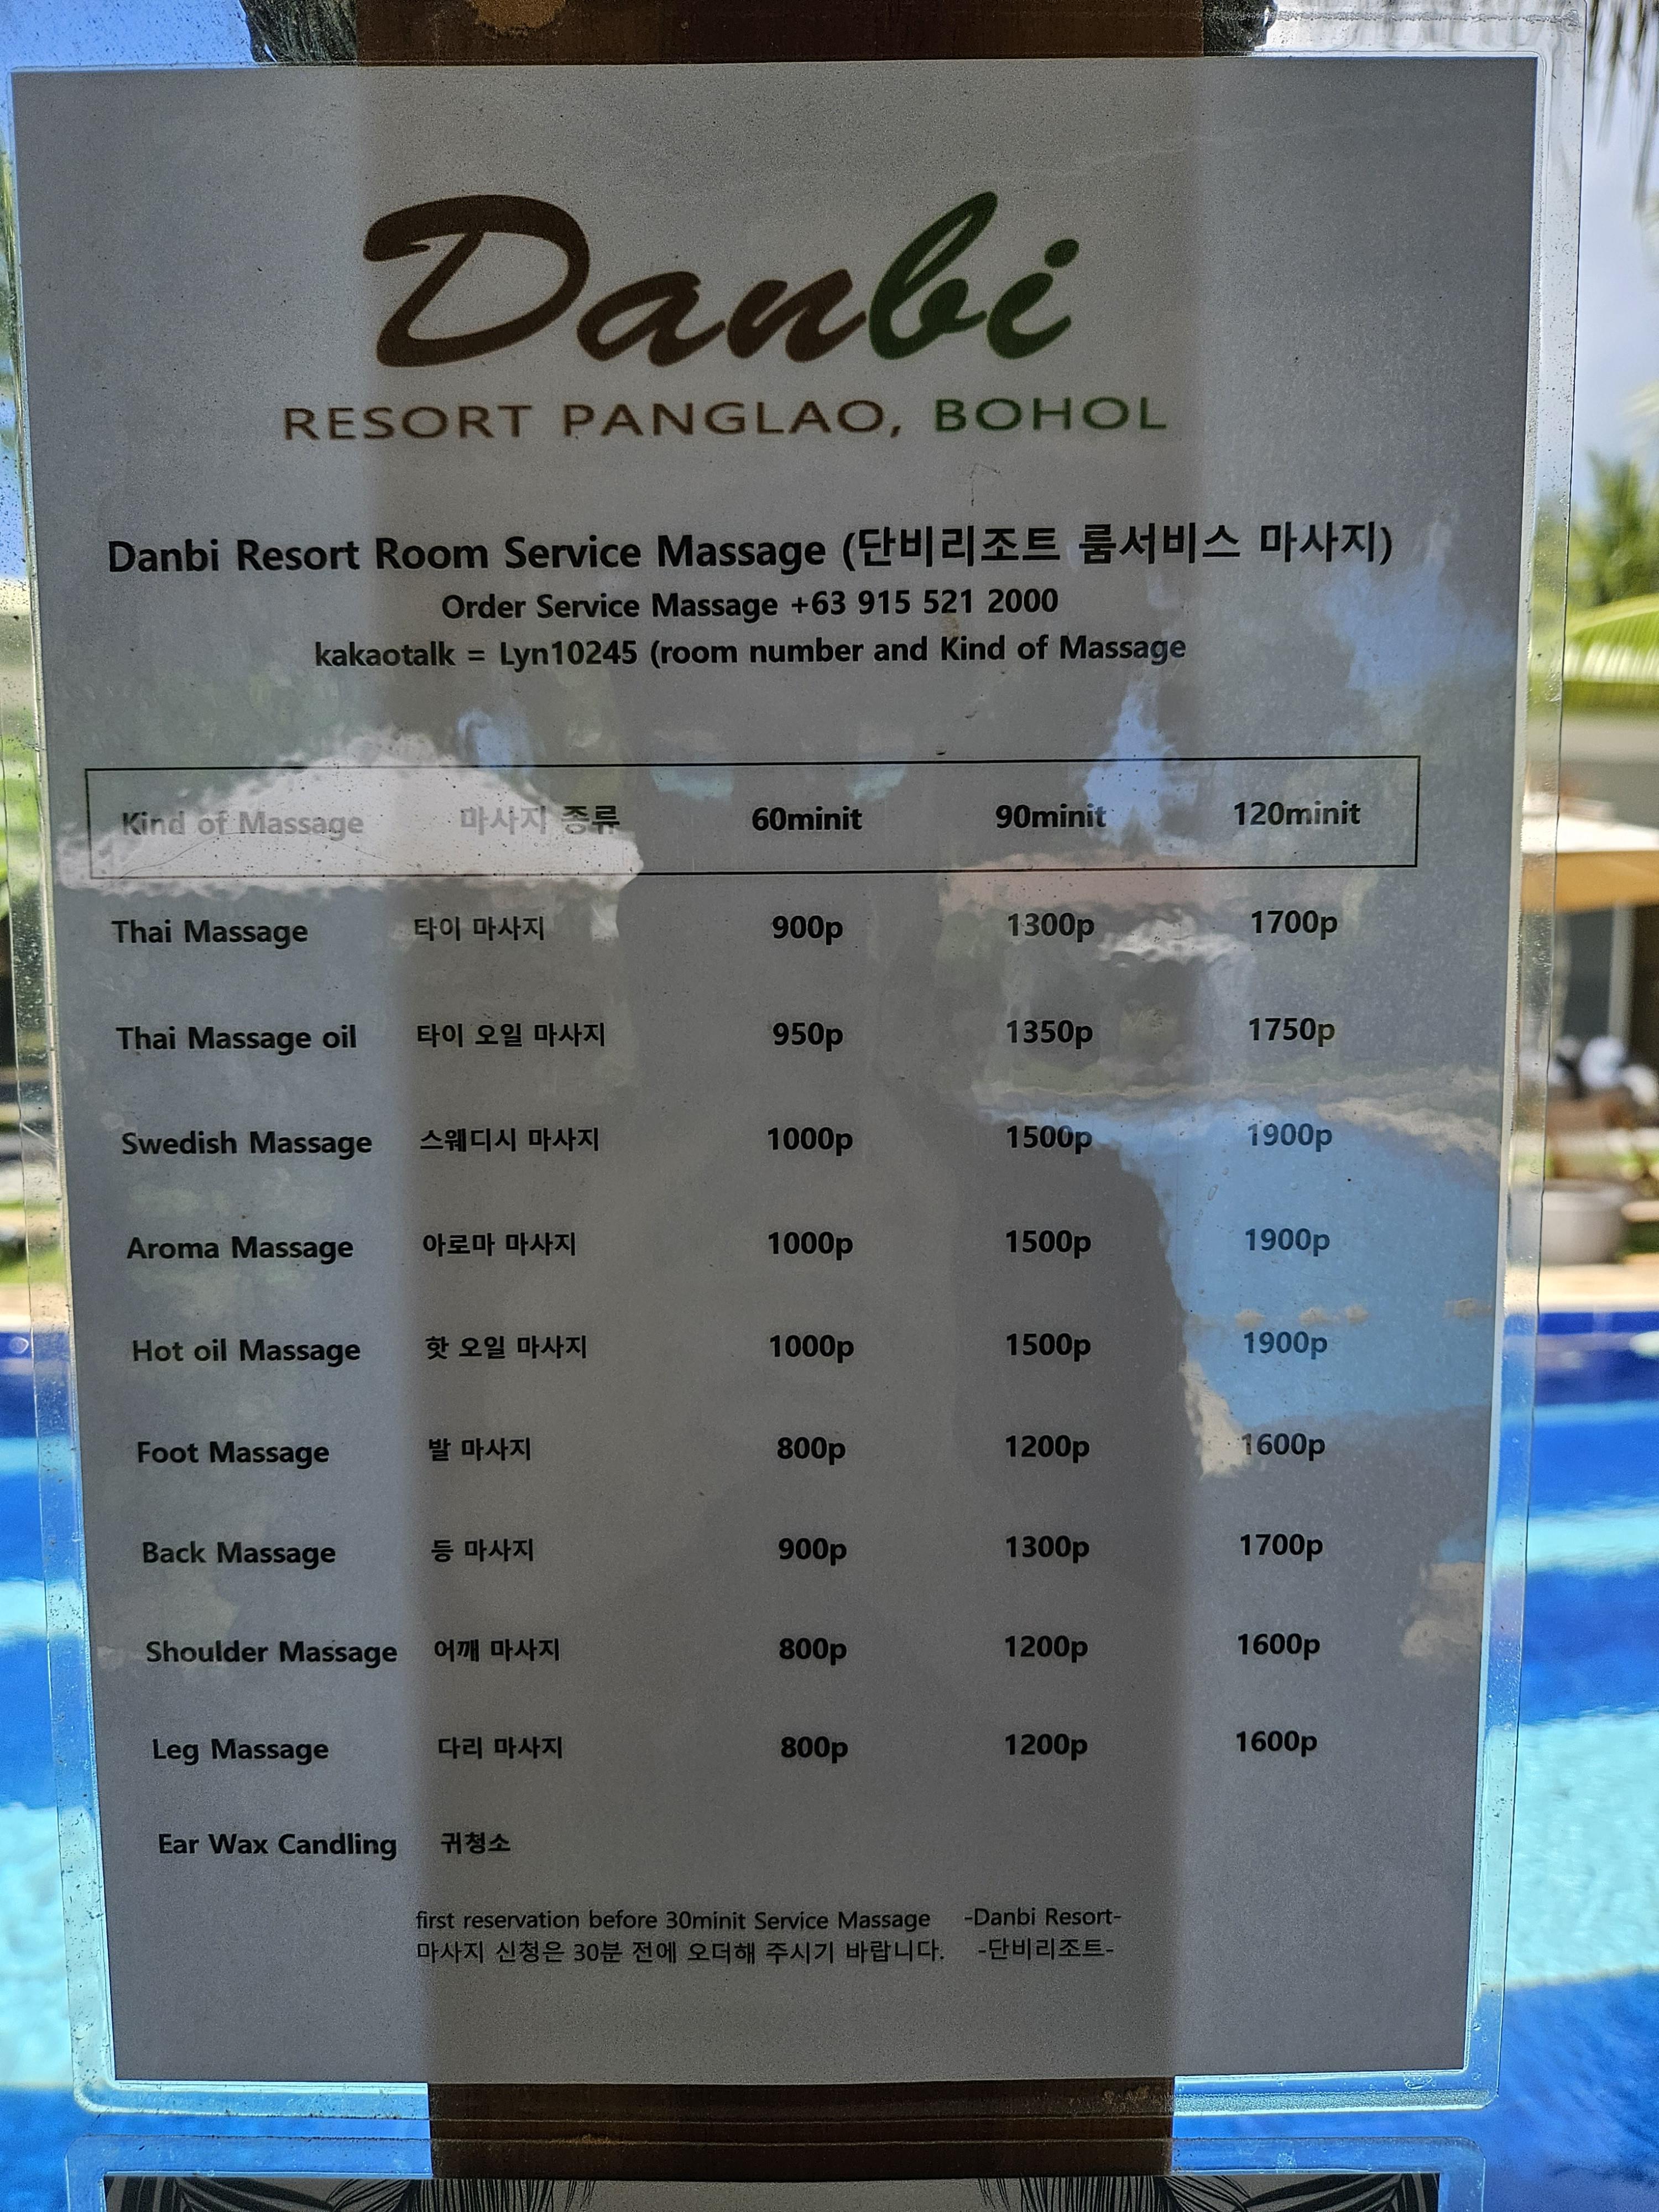 Danbi
RESORT PANGLAO, BOHOL
Danbi Resort Room Service Massage (단비리조트 룸서비스 마사지)
Order Service Massage +63 915 521 2000
kakaotalk = Lyn10245 (room number and Kind of Massage
Kind of Massage 마사지 종류 60minit 90minit 120minit
Thai Massage 타이 마사지 900p 1300p 1700p
Thai Massage oil 타이 오일 마사지 950p 1350p 1750p
Swedish Massage 스웨디시 마사지 1000p 1500p 1900p
Aroma Massage 아로마 마사지 1000p 1500p 1900p
Hot oil Massage 핫 오일 마사지 1000p 1500p 1900p
Foot Massage 발 마사지 800p 1200p 1600p
Back Massage 등 마사지 900p 1300p 1700p
Shoulder Massage 어깨 마사지 800p 1200p 1600p
Leg Massage 다리 마사지 800p 1200p 1600p
Ear Wax Candling 귀청소
first reservation before 30minit Service Massage -Danbi Resort-
마사지 신청은 30분 전에 오더해 주시기 바랍니다. -단비리조트-